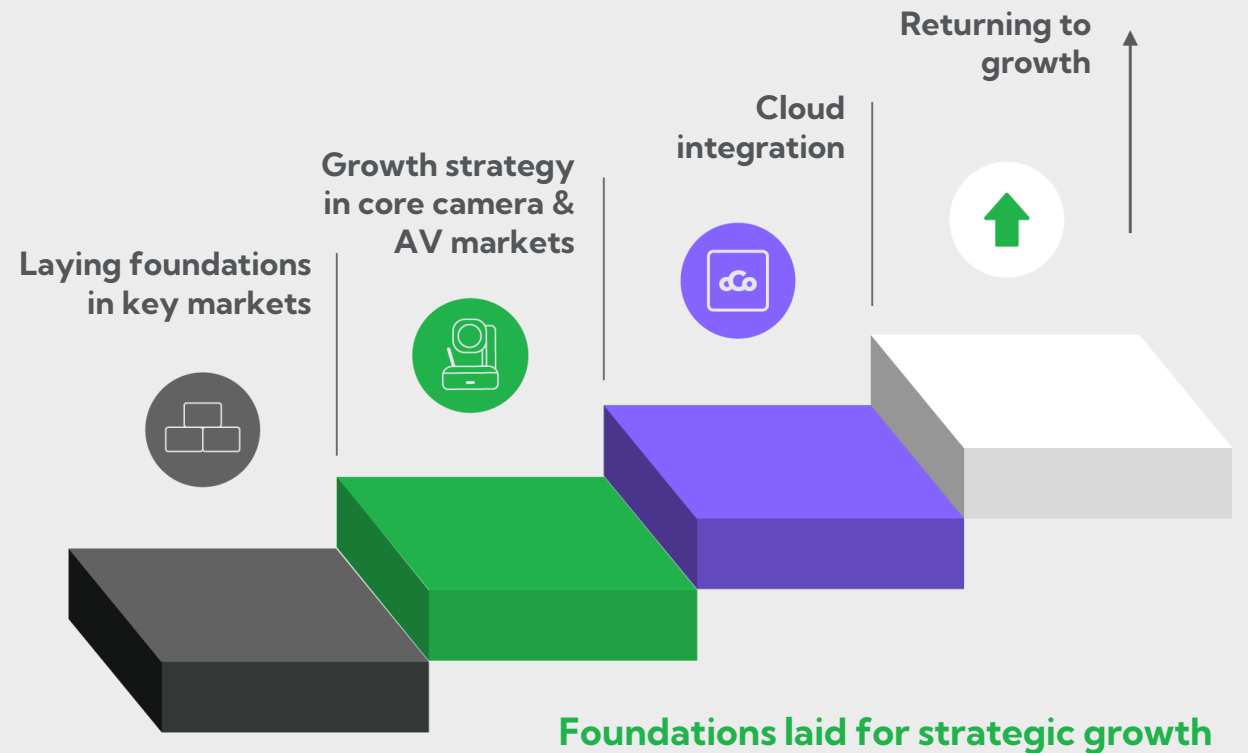 Laying foundations
in key markets
Growth strategy
in core camera &
AV markets
Cloud
integration
Returning to
growth
Foundations laid for strategic growth